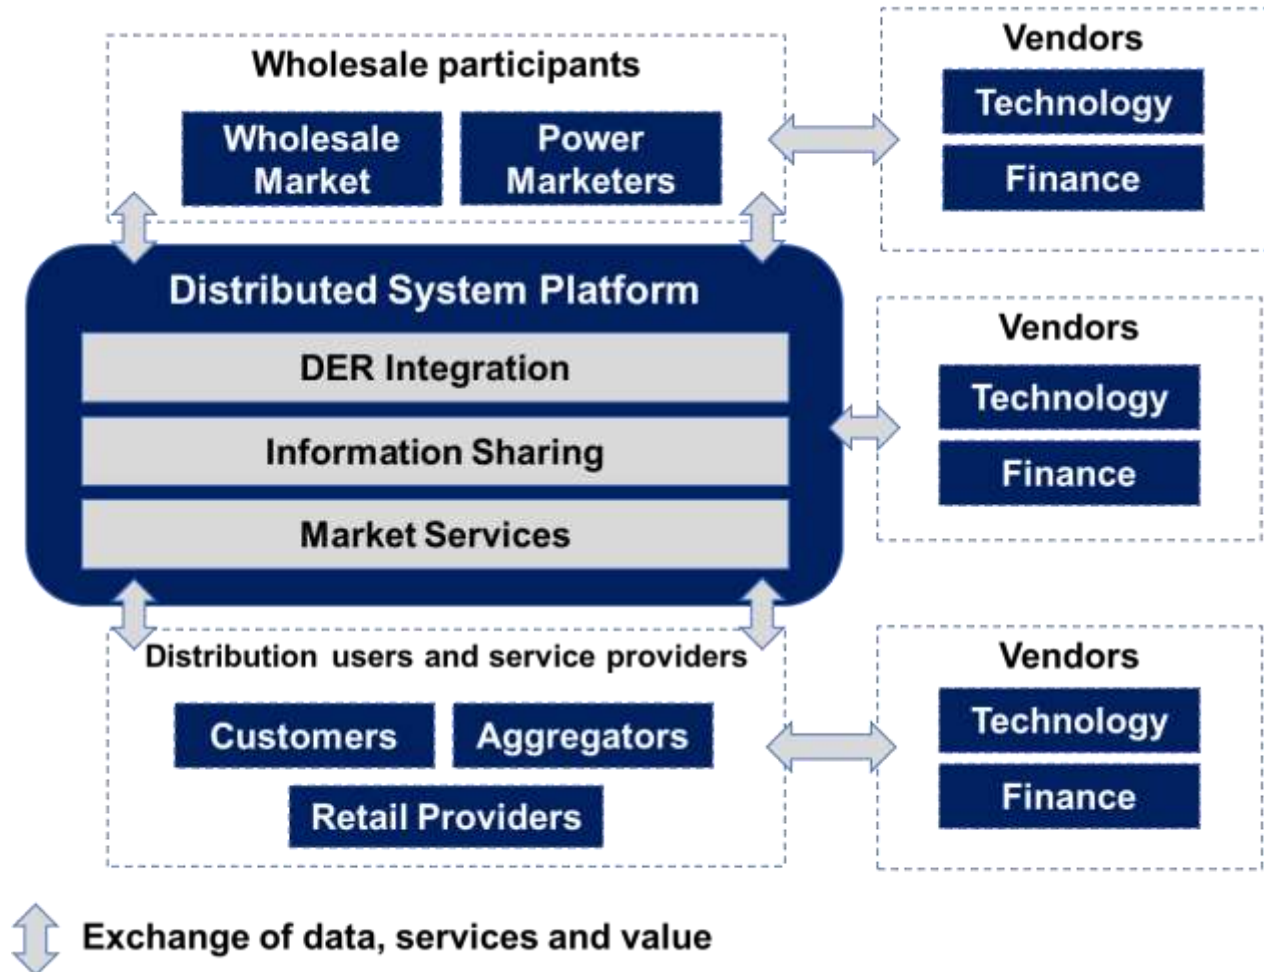 Wholesale participants
Wholesale
Market
Power
Marketers
Vendors
Technology
Finance
Distributed System Platform
DER Integration
Information Sharing
Market Services
Vendors
Technology
Finance
Distribution users and service providers
Customers
Aggregators
Retail Providers
Vendors
Technology
Finance
Exchange of data, services and value